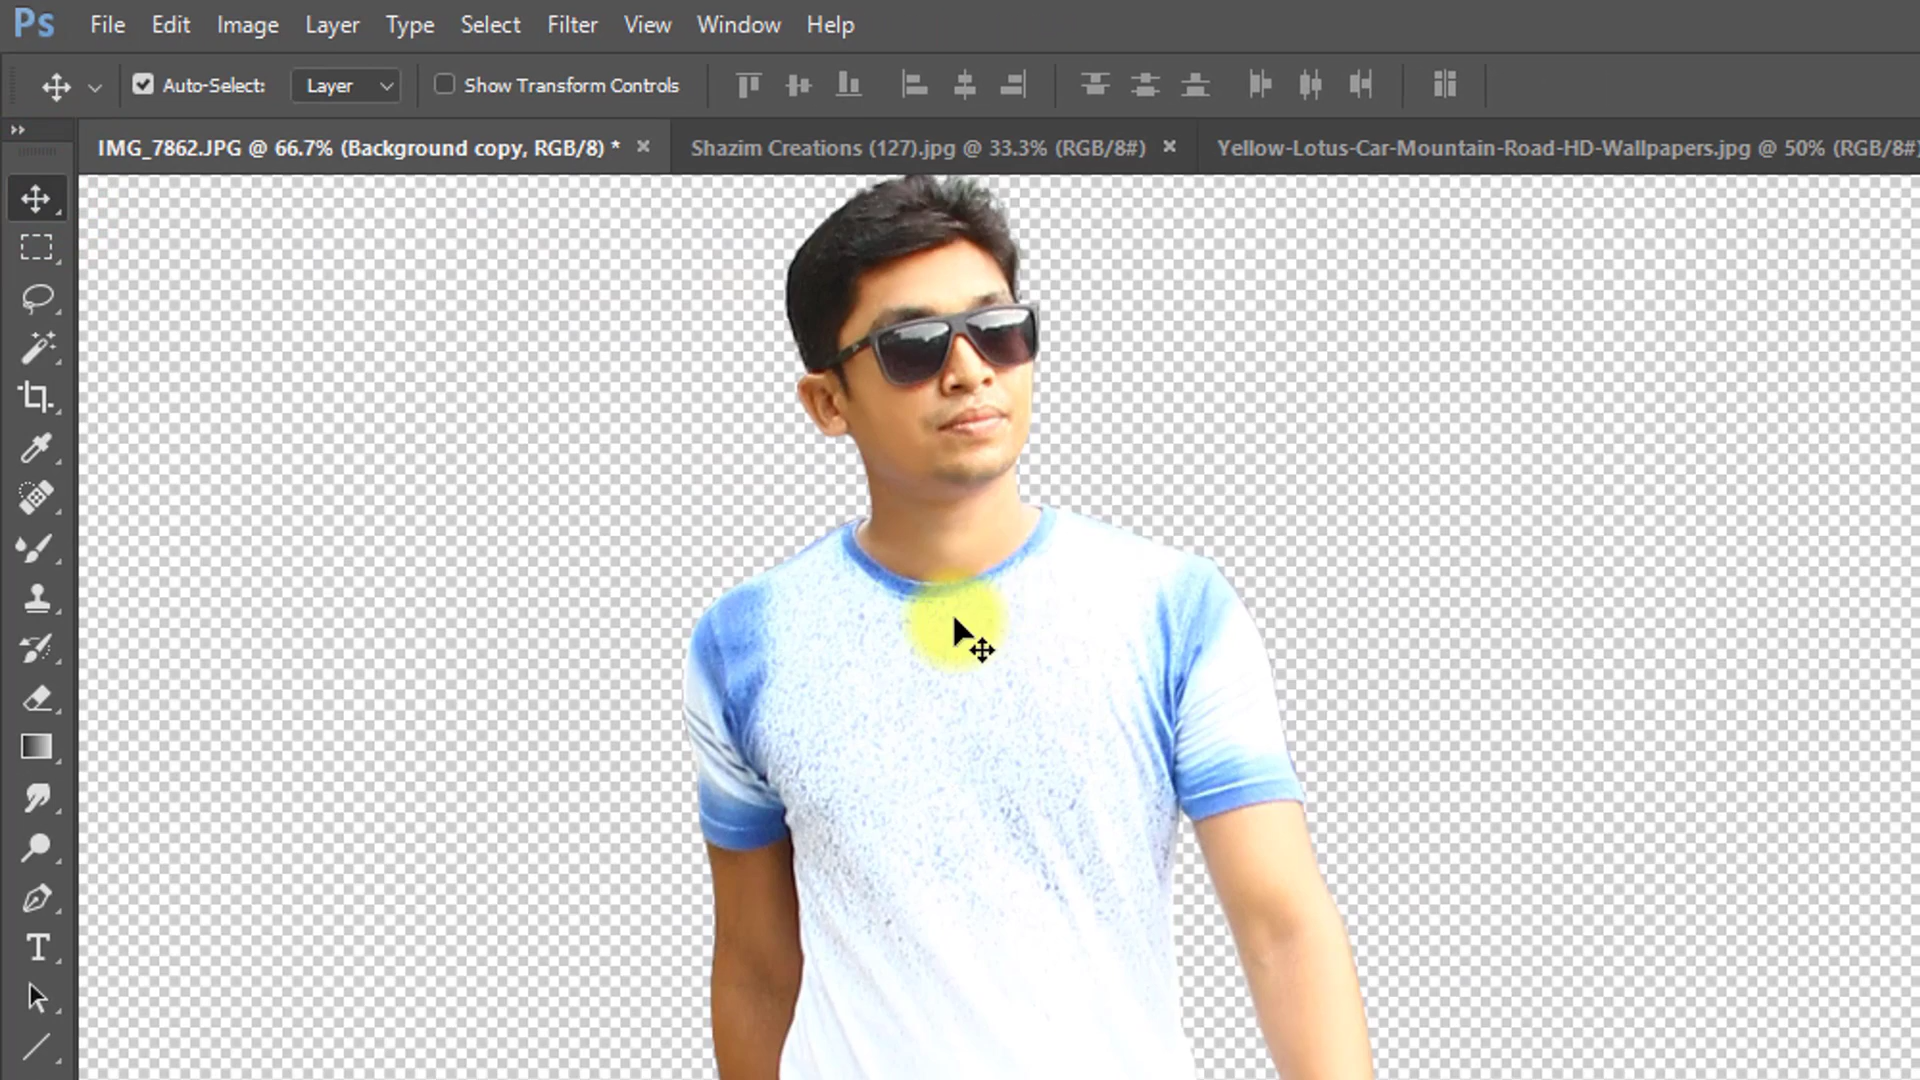 Ps File Edit Image Layer Type Select Filter View Window Help
Auto-Select: Layer Show Transform Controls
IMG_7862.JPG @ 66.7% (Background copy, RGB/8) * Shazim Creations (127).jpg @ 33.3% (RGB/8#) Yellow-Lotus-Car-Mountain-Road-HD-Wallpapers.jpg @ 50% (RGB/8#)